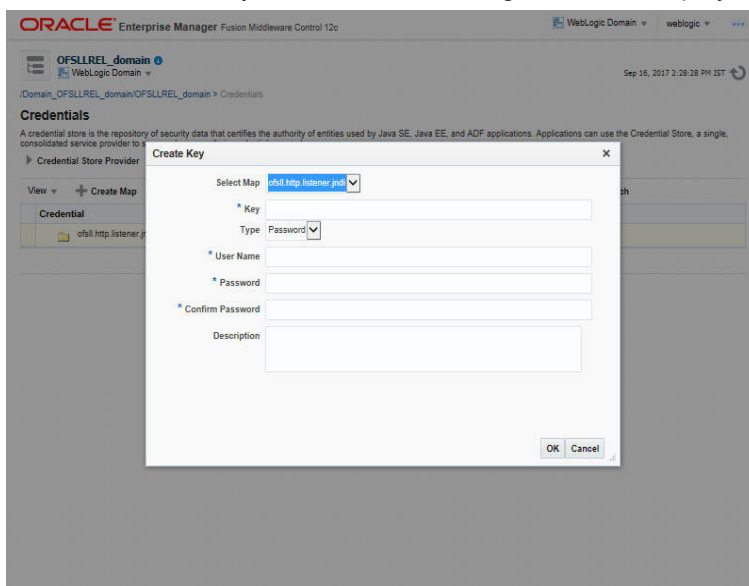 ORACLE Enterprise Manager Fusion Middleware Control 12c
WebLogic Domain weblogic
OFSLLREL_domain
WebLogic Domain
Sep 16, 2017 2:28:28 PM IST
/Domain_OFSLLREL_domain/OFSLLREL_domain > Credentials
Credentials
A credential store is the repository of security data that certifies the authority of entities used by Java SE, Java EE, and ADF applications. Applications can use the Credential Store, a single,
consolidated service provider to s
Credential Store Provider
View Create Map
Credential
ofsll.http.listener.jn
Create Key
Select Map ofsll.http.listener.jndi
* Key
Type Password
* User Name
* Password
* Confirm Password
Description
OK Cancel